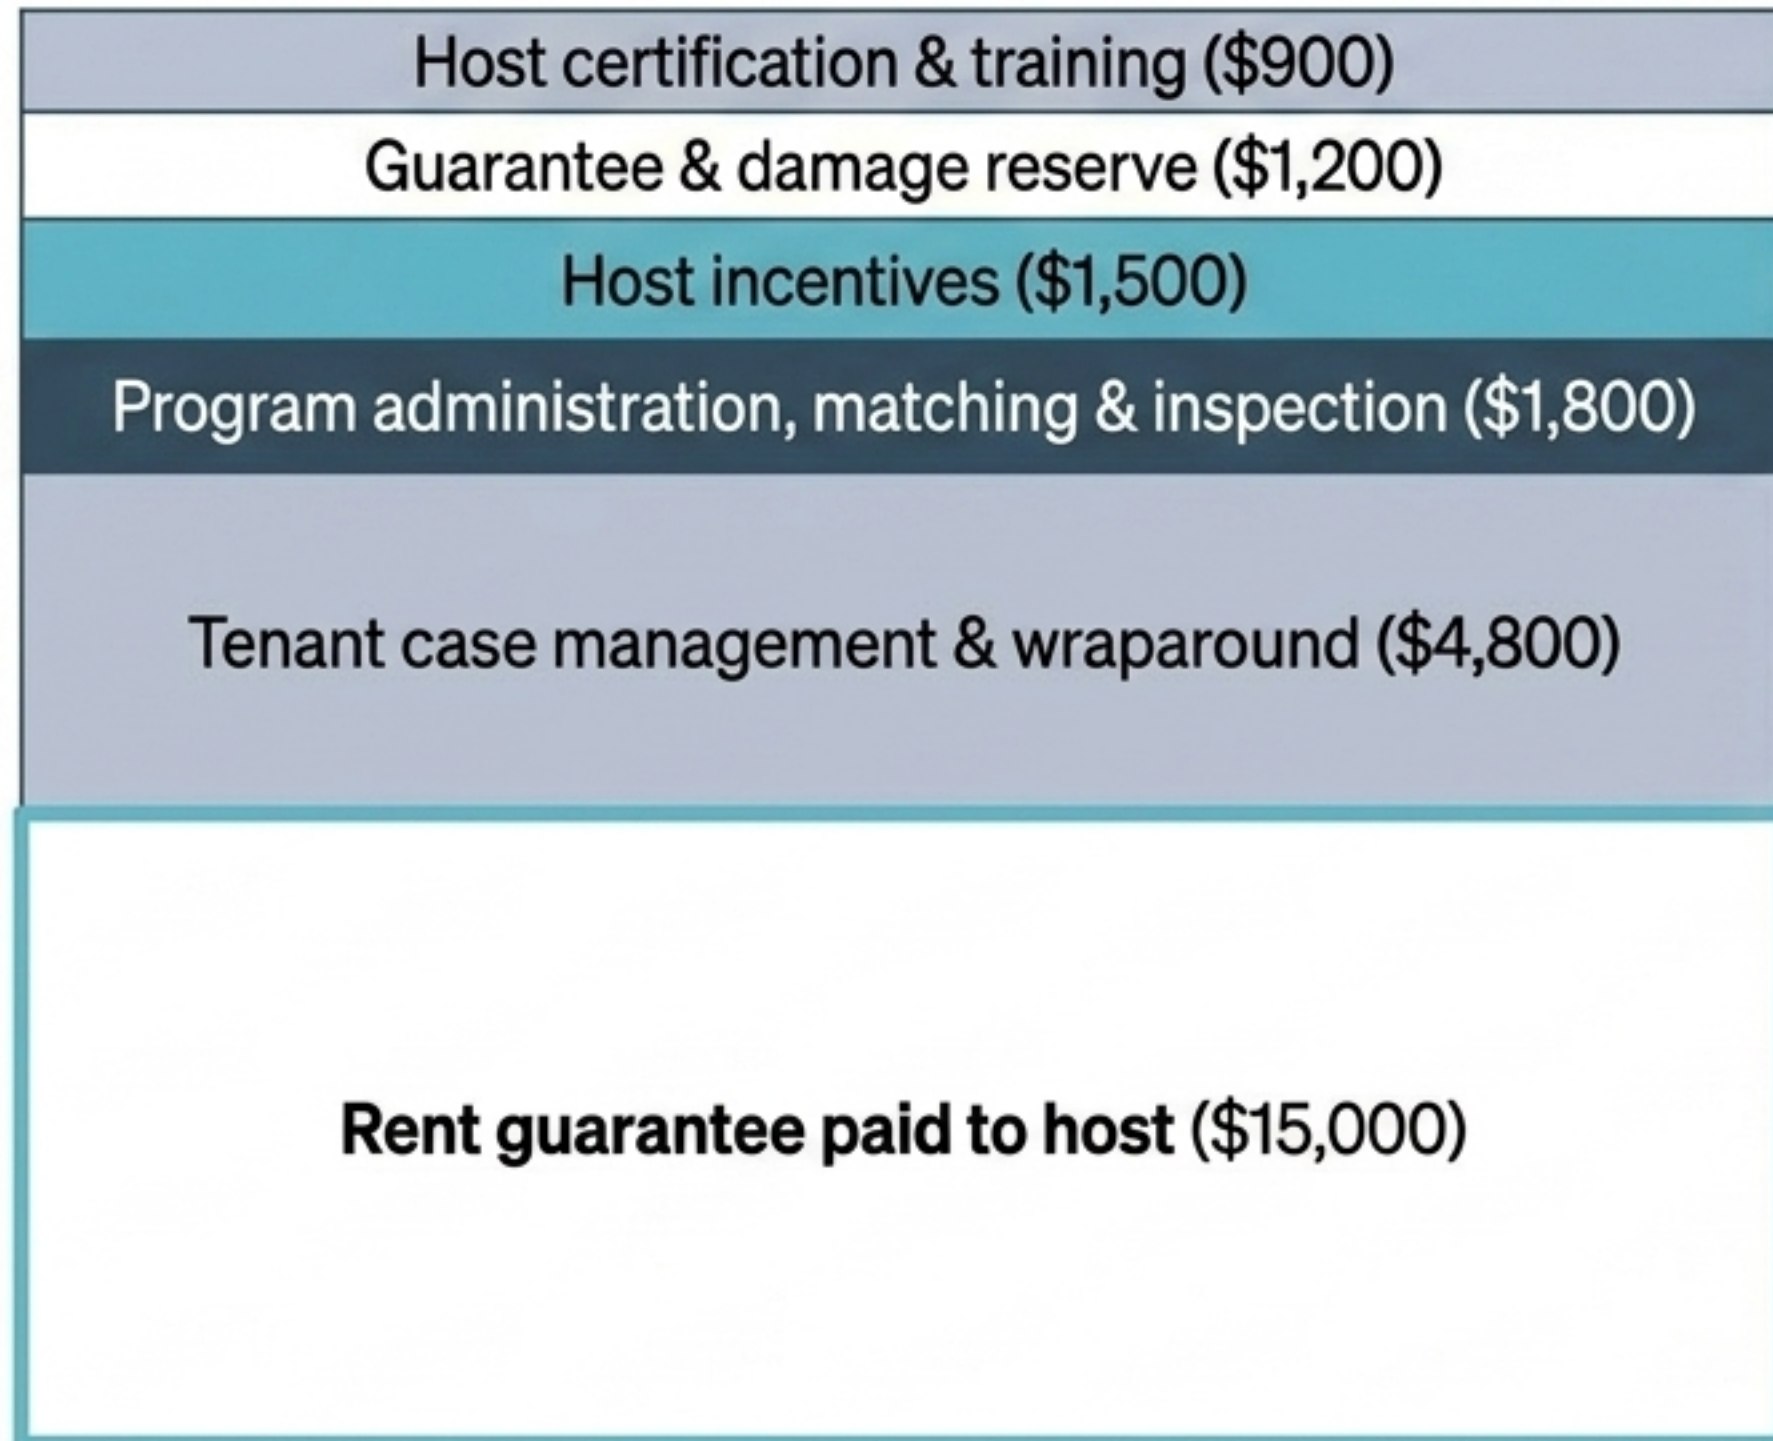 Host certification & training ($900)
Guarantee & damage reserve ($1,200)
Host incentives ($1,500)
Program administration, matching & inspection ($1,800)
Tenant case management & wraparound ($4,800)
Rent guarantee paid to host ($15,000)